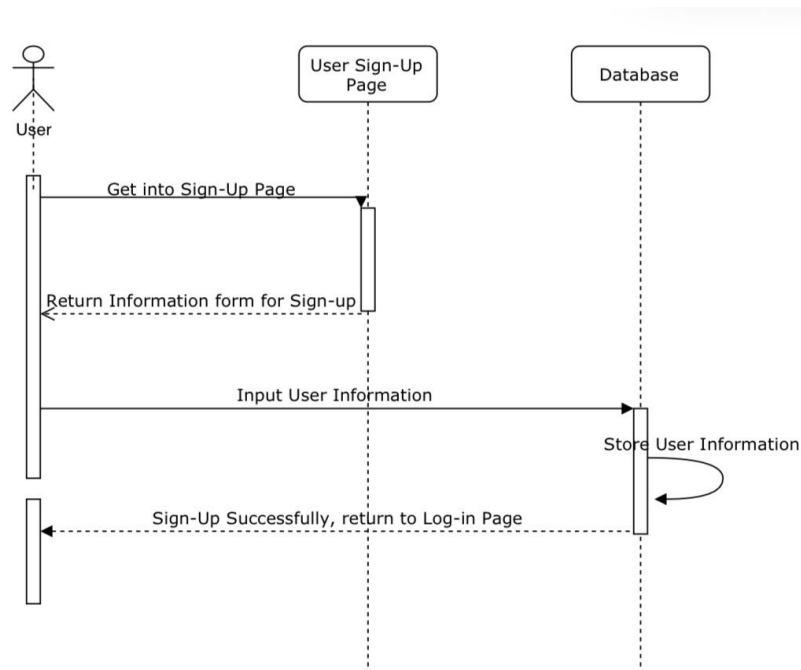 User Sign-Up
Page
Database
User
Get into Sign-Up Page
Return Information form for Sign-up
Input User Information
Store User Information
Sign-Up Successfully, return to Log-in Page